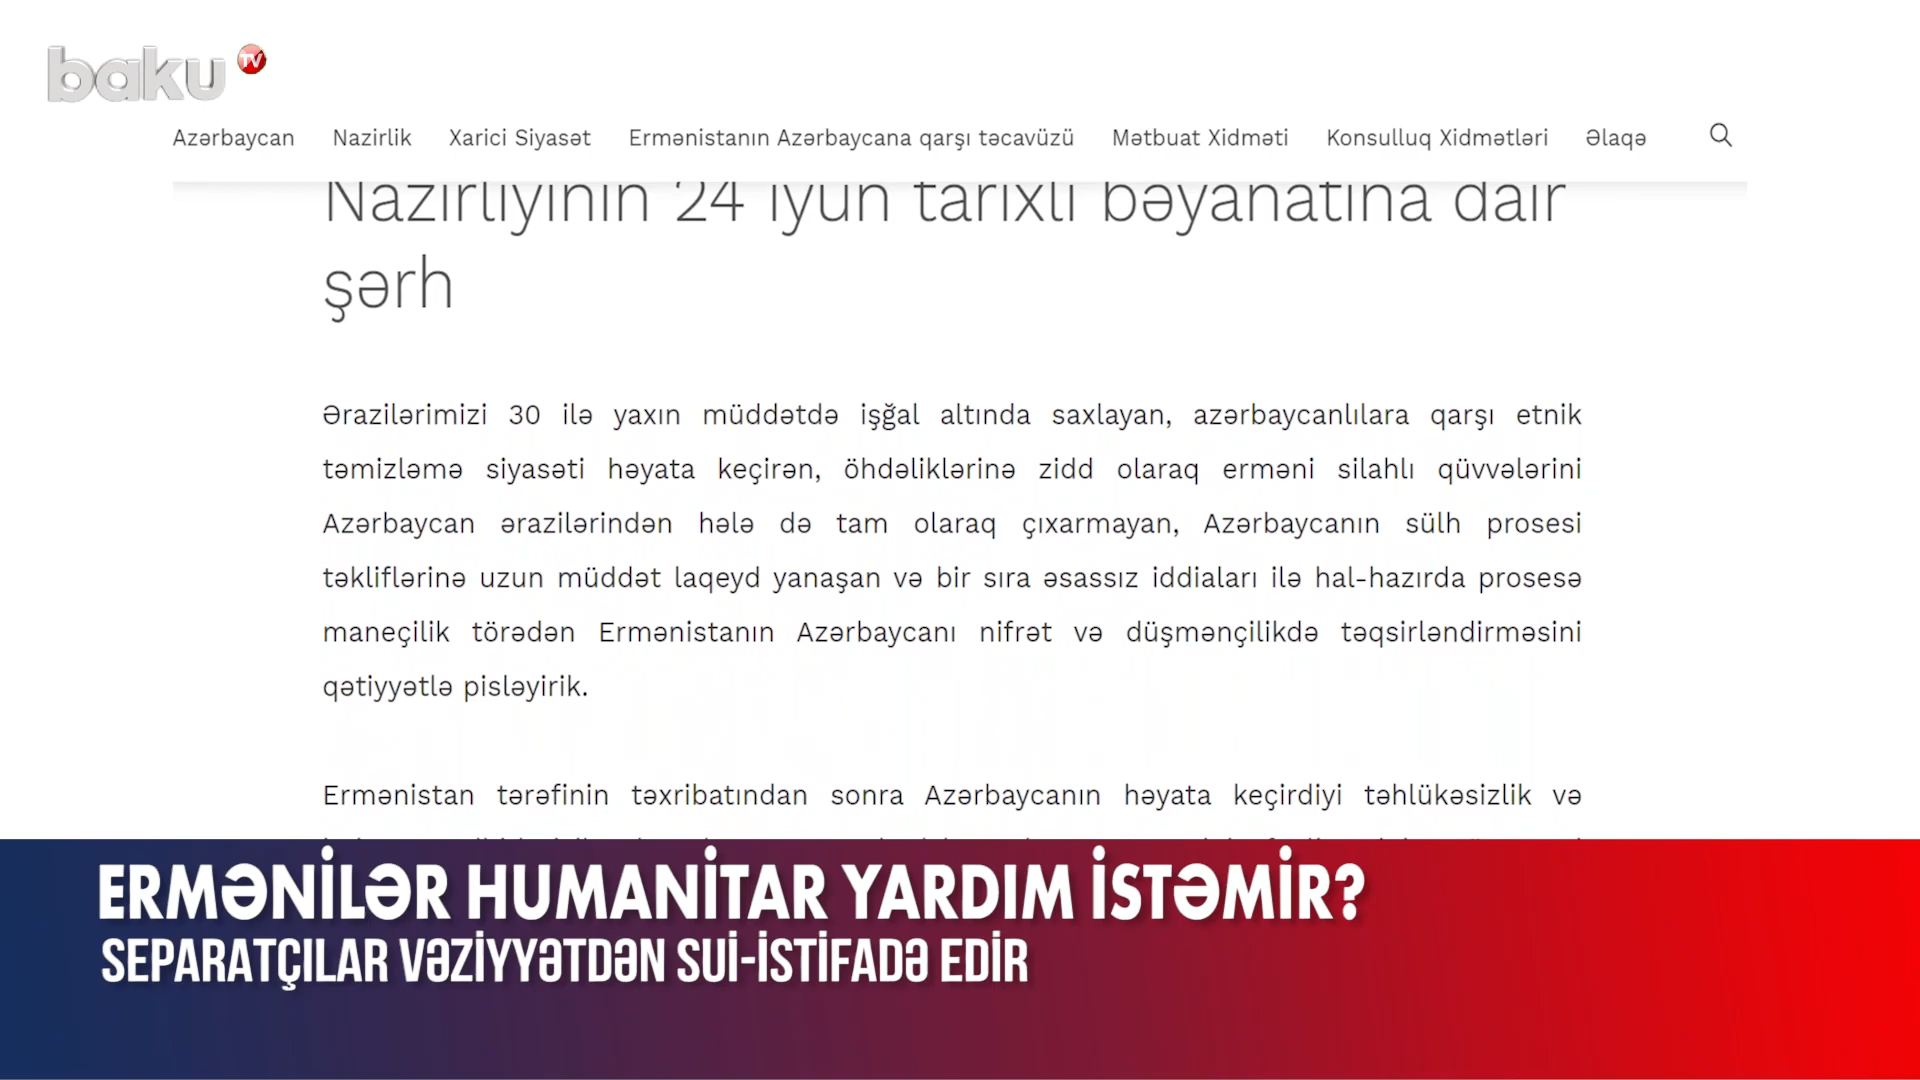 baku TV
Azərbaycan Nazirlik Xarici Siyasət Ermənistanın Azərbaycana qarşı təcavüzü Mətbuat Xidməti Konsulluq Xidmətləri Əlaqə
Nazirliyinin 24 iyun tarixli bəyanatına dair
şərh
Ərazilərimizi 30 ilə yaxın müddətdə işğal altında saxlayan, azərbaycanlılara qarşı etnik
təmizləmə siyasəti həyata keçirən, öhdəliklərinə zidd olaraq erməni silahlı qüvvələrini
Azərbaycan ərazilərindən hələ də tam olaraq çıxarmayan, Azərbaycanın sülh prosesi
təkliflərinə uzun müddət laqeyd yanaşan və bir sıra əsassız iddiaları ilə hal-hazırda prosesə
maneçilik törədən Ermənistanın Azərbaycanı nifrət və düşmənçilikdə təqsirləndirməsini
qətiyyətlə pisləyirik.
Ermənistan tərəfinin təxribatından sonra Azərbaycanın həyata keçirdiyi təhlükəsizlik və
ERMƏNİLƏR HUMANİTAR YARDIM İSTƏMİR?
SEPARATÇILAR VƏZİYYƏTDƏN SUİ-İSTİFADƏ EDİR